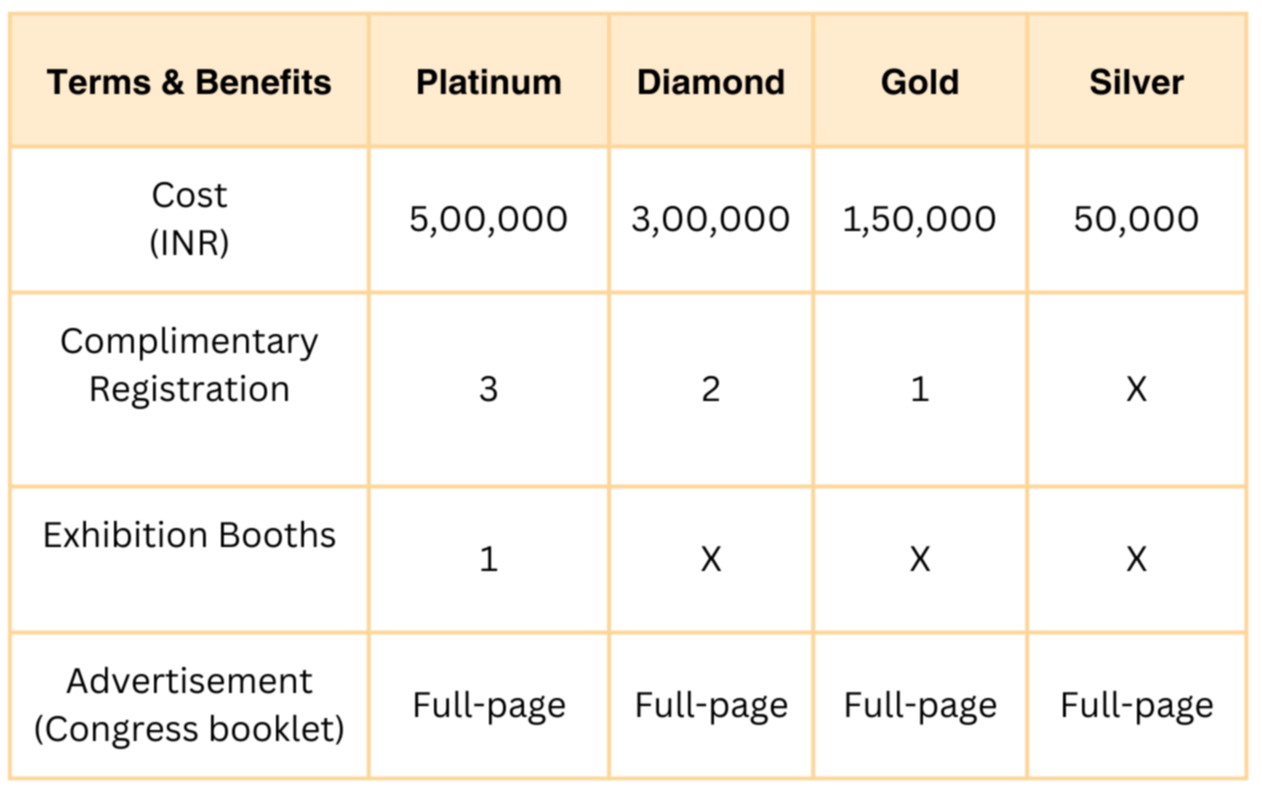 Terms & Benefits Platinum Diamond Gold Silver
Cost
(INR) 5,00,000 3,00,000 1,50,000 50,000
Complimentary
Registration 3 2 1 X
Exhibition Booths 1 X X X
Advertisement
(Congress booklet) Full-page Full-page Full-page Full-page